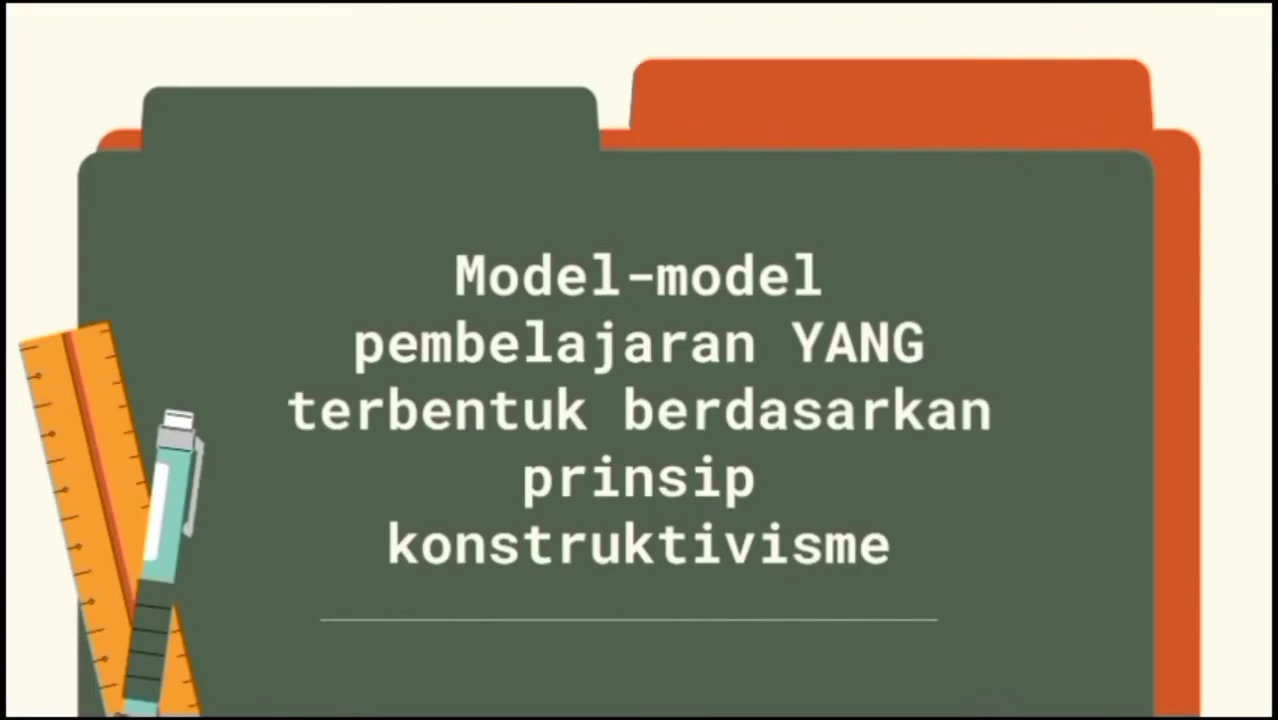 Model-model
pembelajaran YANG
terbentuk berdasarkan
prinsip
konstruktivisme